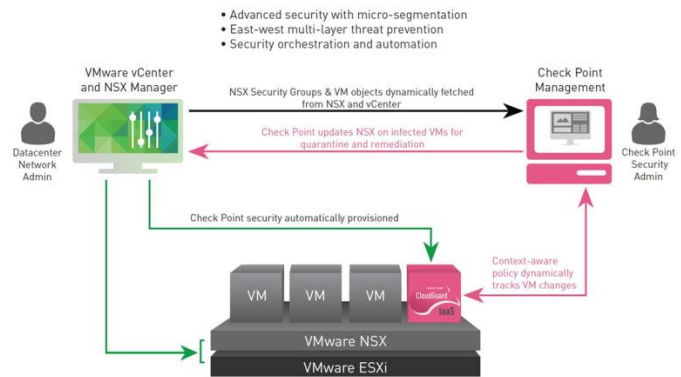 • Advanced security with micro-segmentation
• East-west multi-layer threat prevention
• Security orchestration and automation
VMware vCenter
and NSX Manager
NSX Security Groups & VM objects dynamically fetched
from NSX and vCenter
Check Point
Management
Check Point updates NSX on infected VMs for
quarantine and remediation
Datacenter
Network
Admin
Check Point
Security
Admin
Check Point security automatically provisioned
Context-aware
policy dynamically
tracks VM changes
VM
VM
VM
CloudGuard
IaaS
VMware NSX
VMware ESXi